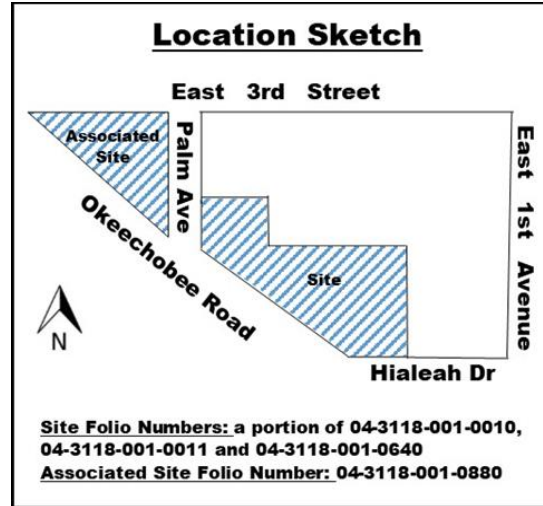 Location Sketch
East 3rd Street
Associated
Site
Palm Ave
East 1st Avenue
Okeechobee Road
Site
N
Hialeah Dr
Site Folio Numbers: a portion of 04-3118-001-0010,
04-3118-001-0011 and 04-3118-001-0640
Associated Site Folio Number: 04-3118-001-0880